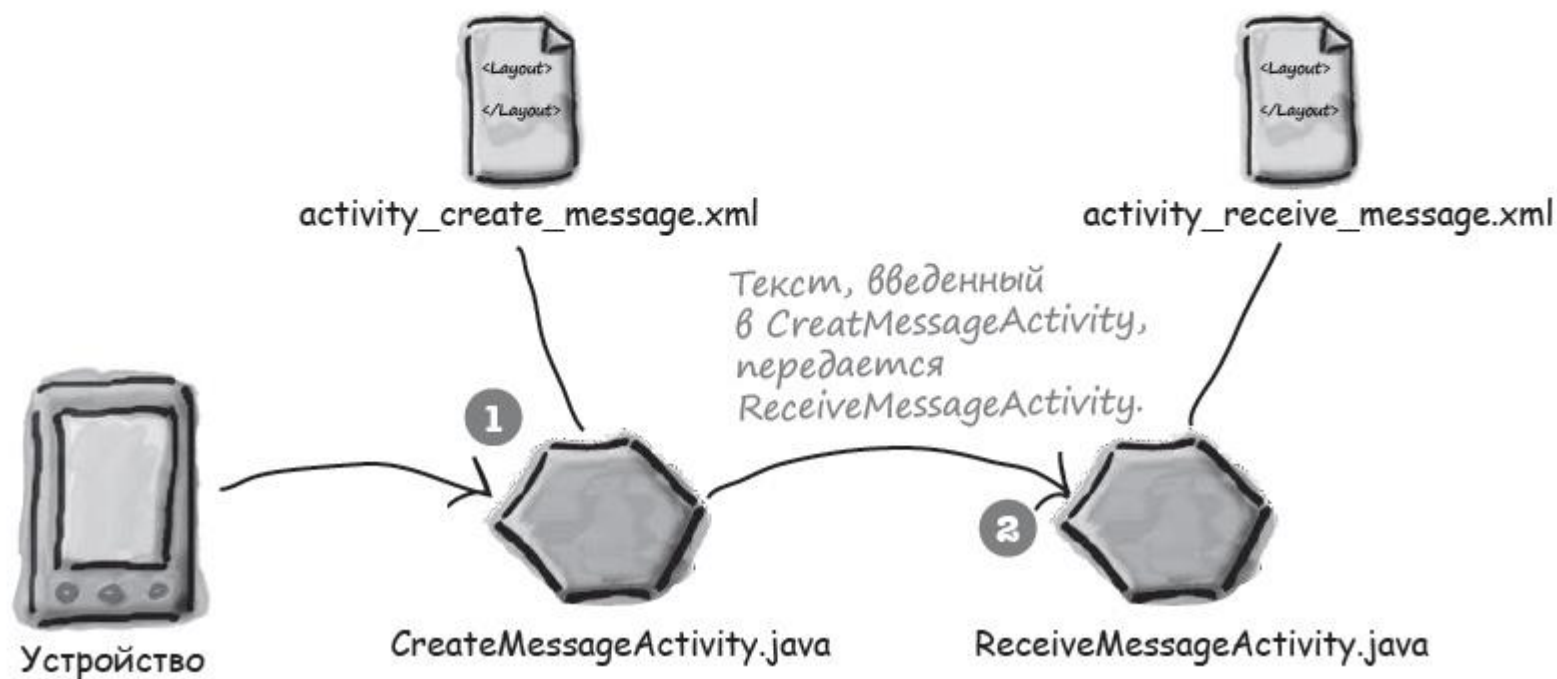 <Layout>
</Layout>
activity_create_message.xml
<Layout>
</Layout>
activity_receive_message.xml
Текст, введенный
в CreatMessageActivity,
передается
ReceiveMessageActivity.
1
2
Устройство
CreateMessageActivity.java
ReceiveMessageActivity.java